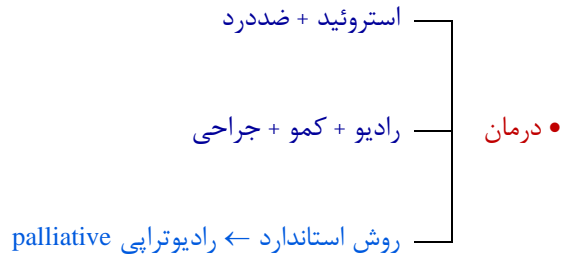 • درمان
استروئید + ضددرد
رادیو + کمو + جراحی
روش استاندارد ← رادیوتراپی palliative